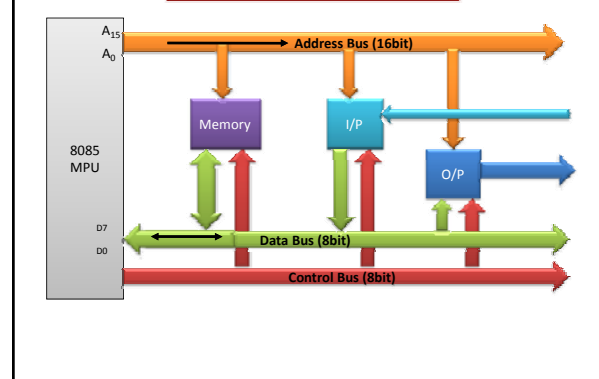 A15
Address Bus (16bit)
A0
Memory
I/P
8085
MPU
O/P
D7
Data Bus (8bit)
D0
Control Bus (8bit)